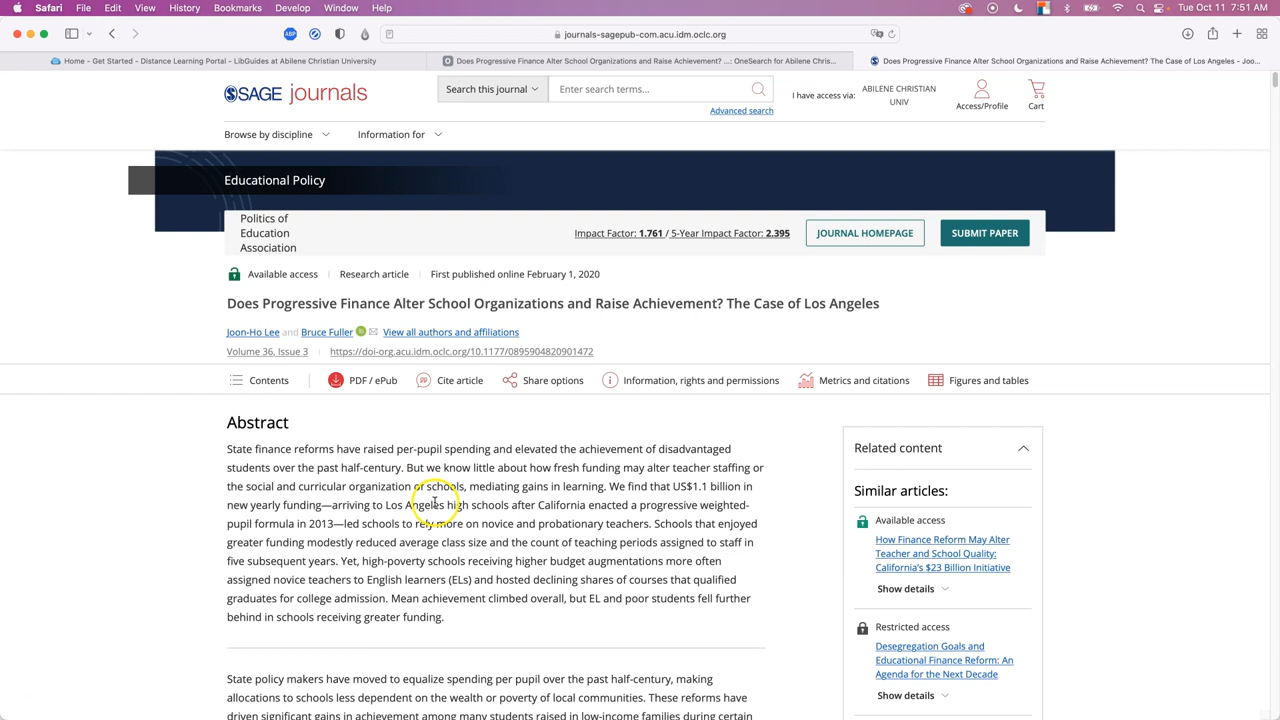 Safari File Edit View History Bookmarks Develop Window Help Tue Oct 11 7:51 AM
journals-sagepub-com.acu.idm.oclc.org
Home - Get Started - Distance Learning Portal - LibGuides at Abilene Christian University
Does Progressive Finance Alter School Organizations and Raise Achievement? ...: OneSearch for Abilene Chris...
Does Progressive Finance Alter School Organizations and Raise Achievement? The Case of Los Angeles - Joo...
SAGE journals
Search this journal
Enter search terms...
Advanced search
I have access via:
ABILENE CHRISTIAN
UNIV
Access/Profile
Cart
Browse by discipline
Information for
Educational Policy
Politics of
Education
Association
Impact Factor: 1.761 / 5-Year Impact Factor: 2.395
JOURNAL HOMEPAGE
SUBMIT PAPER
Available access Research article First published online February 1, 2020
Does Progressive Finance Alter School Organizations and Raise Achievement? The Case of Los Angeles
Joon-Ho Lee and Bruce Fuller iD View all authors and affiliations
Volume 36, Issue 3 https://doi-org.acu.idm.oclc.org/10.1177/0895904820901472
Contents PDF / ePub Cite article Share options Information, rights and permissions Metrics and citations Figures and tables
Abstract
State finance reforms have raised per-pupil spending and elevated the achievement of disadvantaged
students over the past half-century. But we know little about how fresh funding may alter teacher staffing or
the social and curricular organization of schools, mediating gains in learning. We find that US$1.1 billion in
new yearly funding—arriving to Los Angeles high schools after California enacted a progressive weighted-
pupil formula in 2013—led schools to rely more on novice and probationary teachers. Schools that enjoyed
greater funding modestly reduced average class size and the count of teaching periods assigned to staff in
five subsequent years. Yet, high-poverty schools receiving higher budget augmentations more often
assigned novice teachers to English learners (ELs) and hosted declining shares of courses that qualified
graduates for college admission. Mean achievement climbed overall, but EL and poor students fell further
behind in schools receiving greater funding.
State policy makers have moved to equalize spending per pupil over the past half-century, making
allocations to schools less dependent on the wealth or poverty of local communities. These reforms have
driven significant gains in achievement among many students raised in low-income families during certain
Related content
Similar articles:
Available access
How Finance Reform May Alter
Teacher and School Quality:
California's $23 Billion Initiative
Show details
Restricted access
Desegregation Goals and
Educational Finance Reform: An
Agenda for the Next Decade
Show details